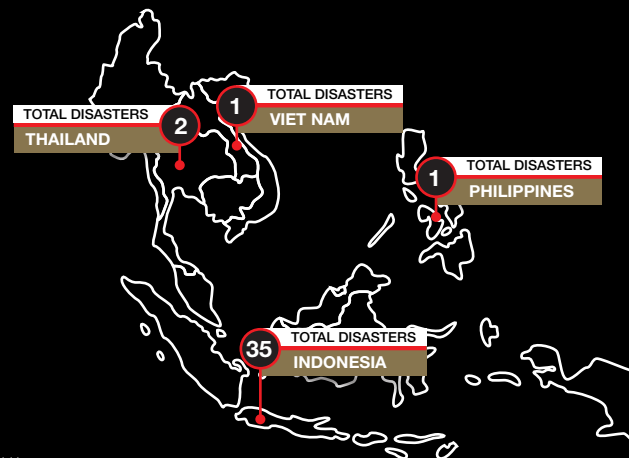 TOTAL DISASTERS
1
VIET NAM
TOTAL DISASTERS
2
THAILAND
TOTAL DISASTERS
1
PHILIPPINES
TOTAL DISASTERS
35
INDONESIA